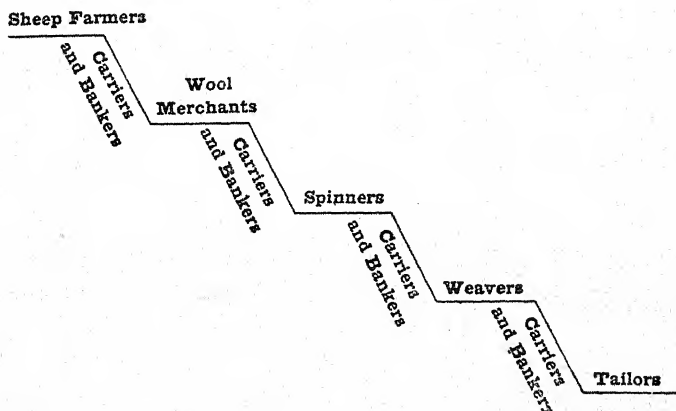 Sheep Farmers
Carriers
and Bankers
Wool
Merchants
Carriers
and Bankers
Spinners
Carriers
and Bankers
Weavers
Carriers
and Bankers
Tailors